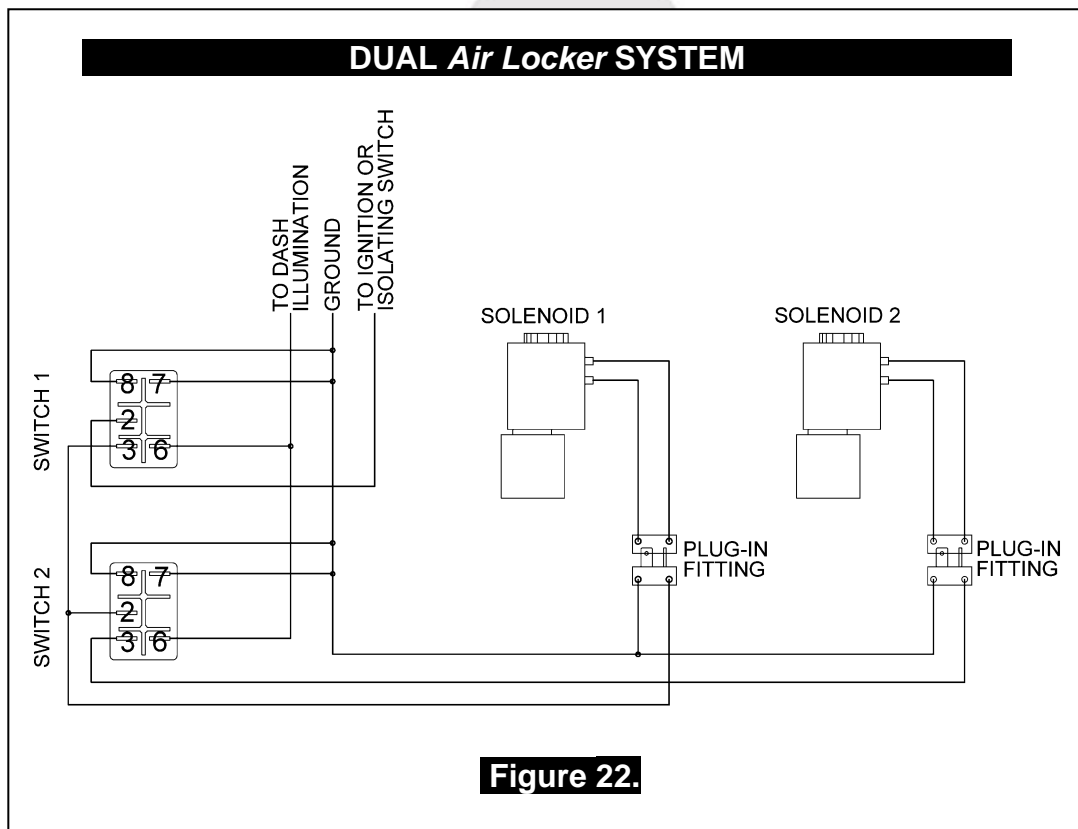 DUAL Air Locker SYSTEM
TO DASH
ILLUMINATION
GROUND
TO IGNITION OR
ISOLATING SWITCH
SOLENOID 1
SOLENOID 2
SWITCH 1
8 7
2
3 6
SWITCH 2
8 7
2
3 6
PLUG-IN
FITTING
PLUG-IN
FITTING
Figure 22.